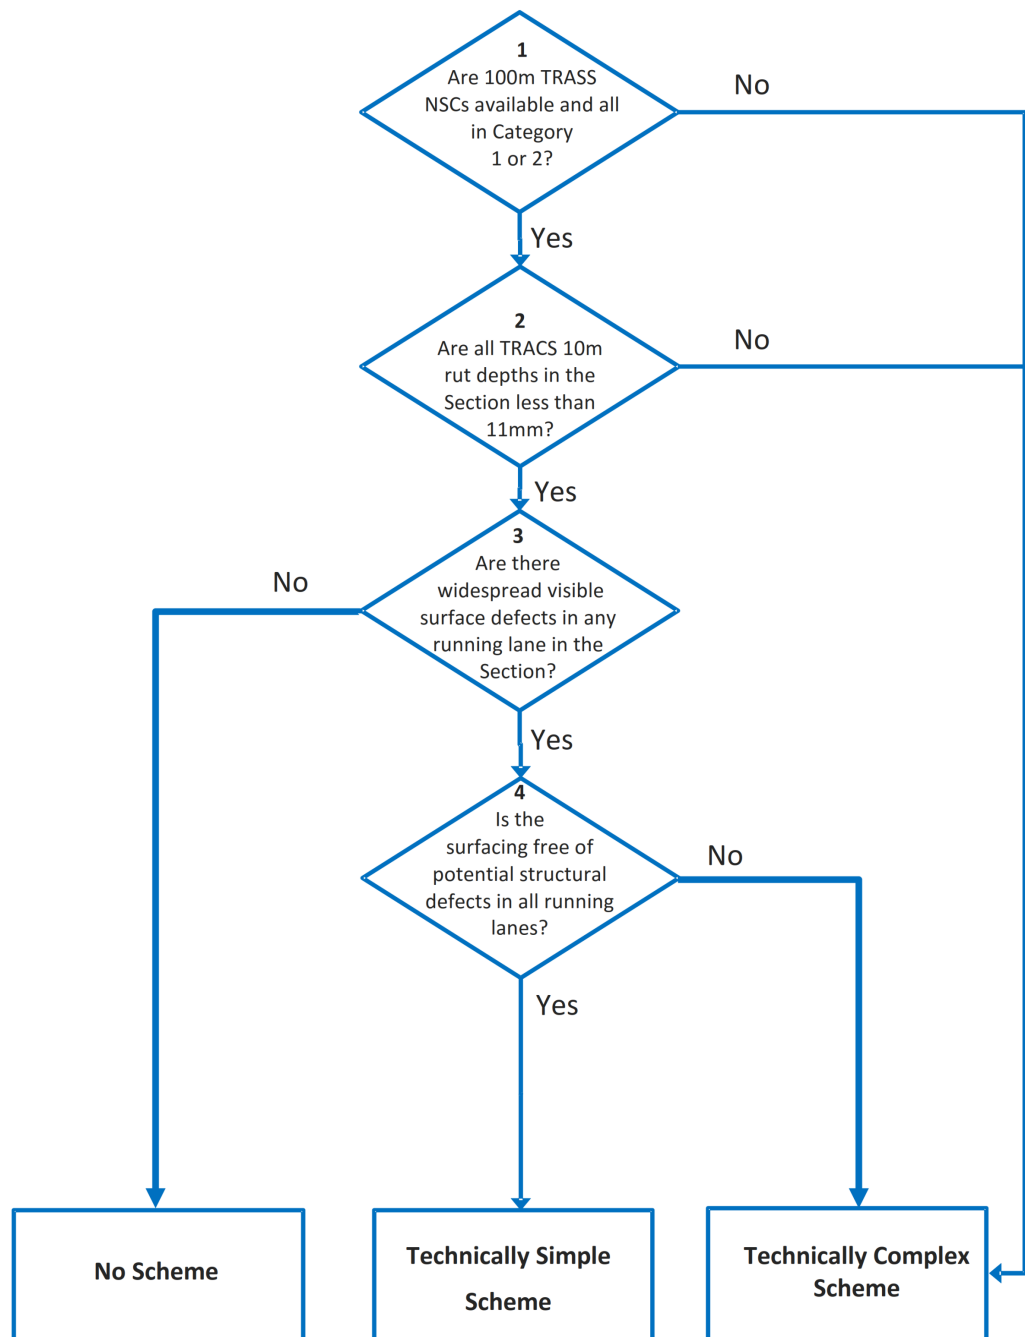 1
Are 100m TRASS
NSCs available and all
in Category
1 or 2?
No
Yes
2
Are all TRACS 10m
rut depths in the
Section less than
11mm?
No
Yes
3
Are there
widespread visible
surface defects in any
running lane in the
Section?
No
Yes
4
Is the
surfacing free of
potential structural
defects in all running
lanes?
No
Yes
No Scheme
Technically Simple
Scheme
Technically Complex
Scheme